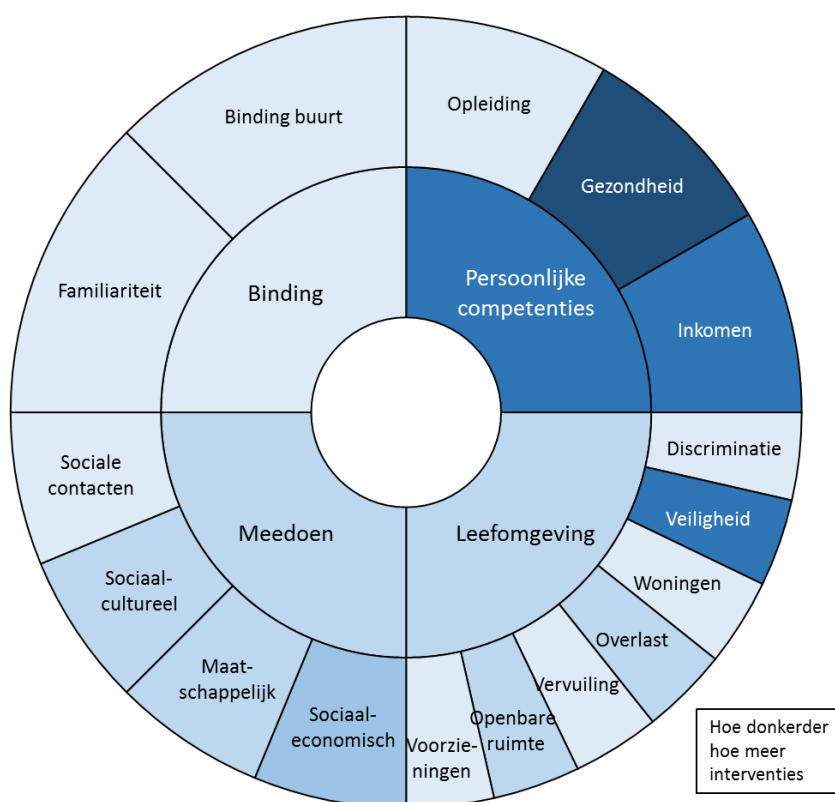 Binding buurt
Opleiding
Gezondheid
Familiariteit
Binding
Persoonlijke
competenties
Inkomen
Sociale
contacten
Meedoen
Leefomgeving
Discriminatie
Veiligheid
Woningen
Sociaal-
cultureel
Overlast
Maat-
schappelijk
Vervuiling
Sociaal-
economisch
Openbare
ruimte
Voorzie-
ningen
Hoe donkerder
hoe meer
interventies